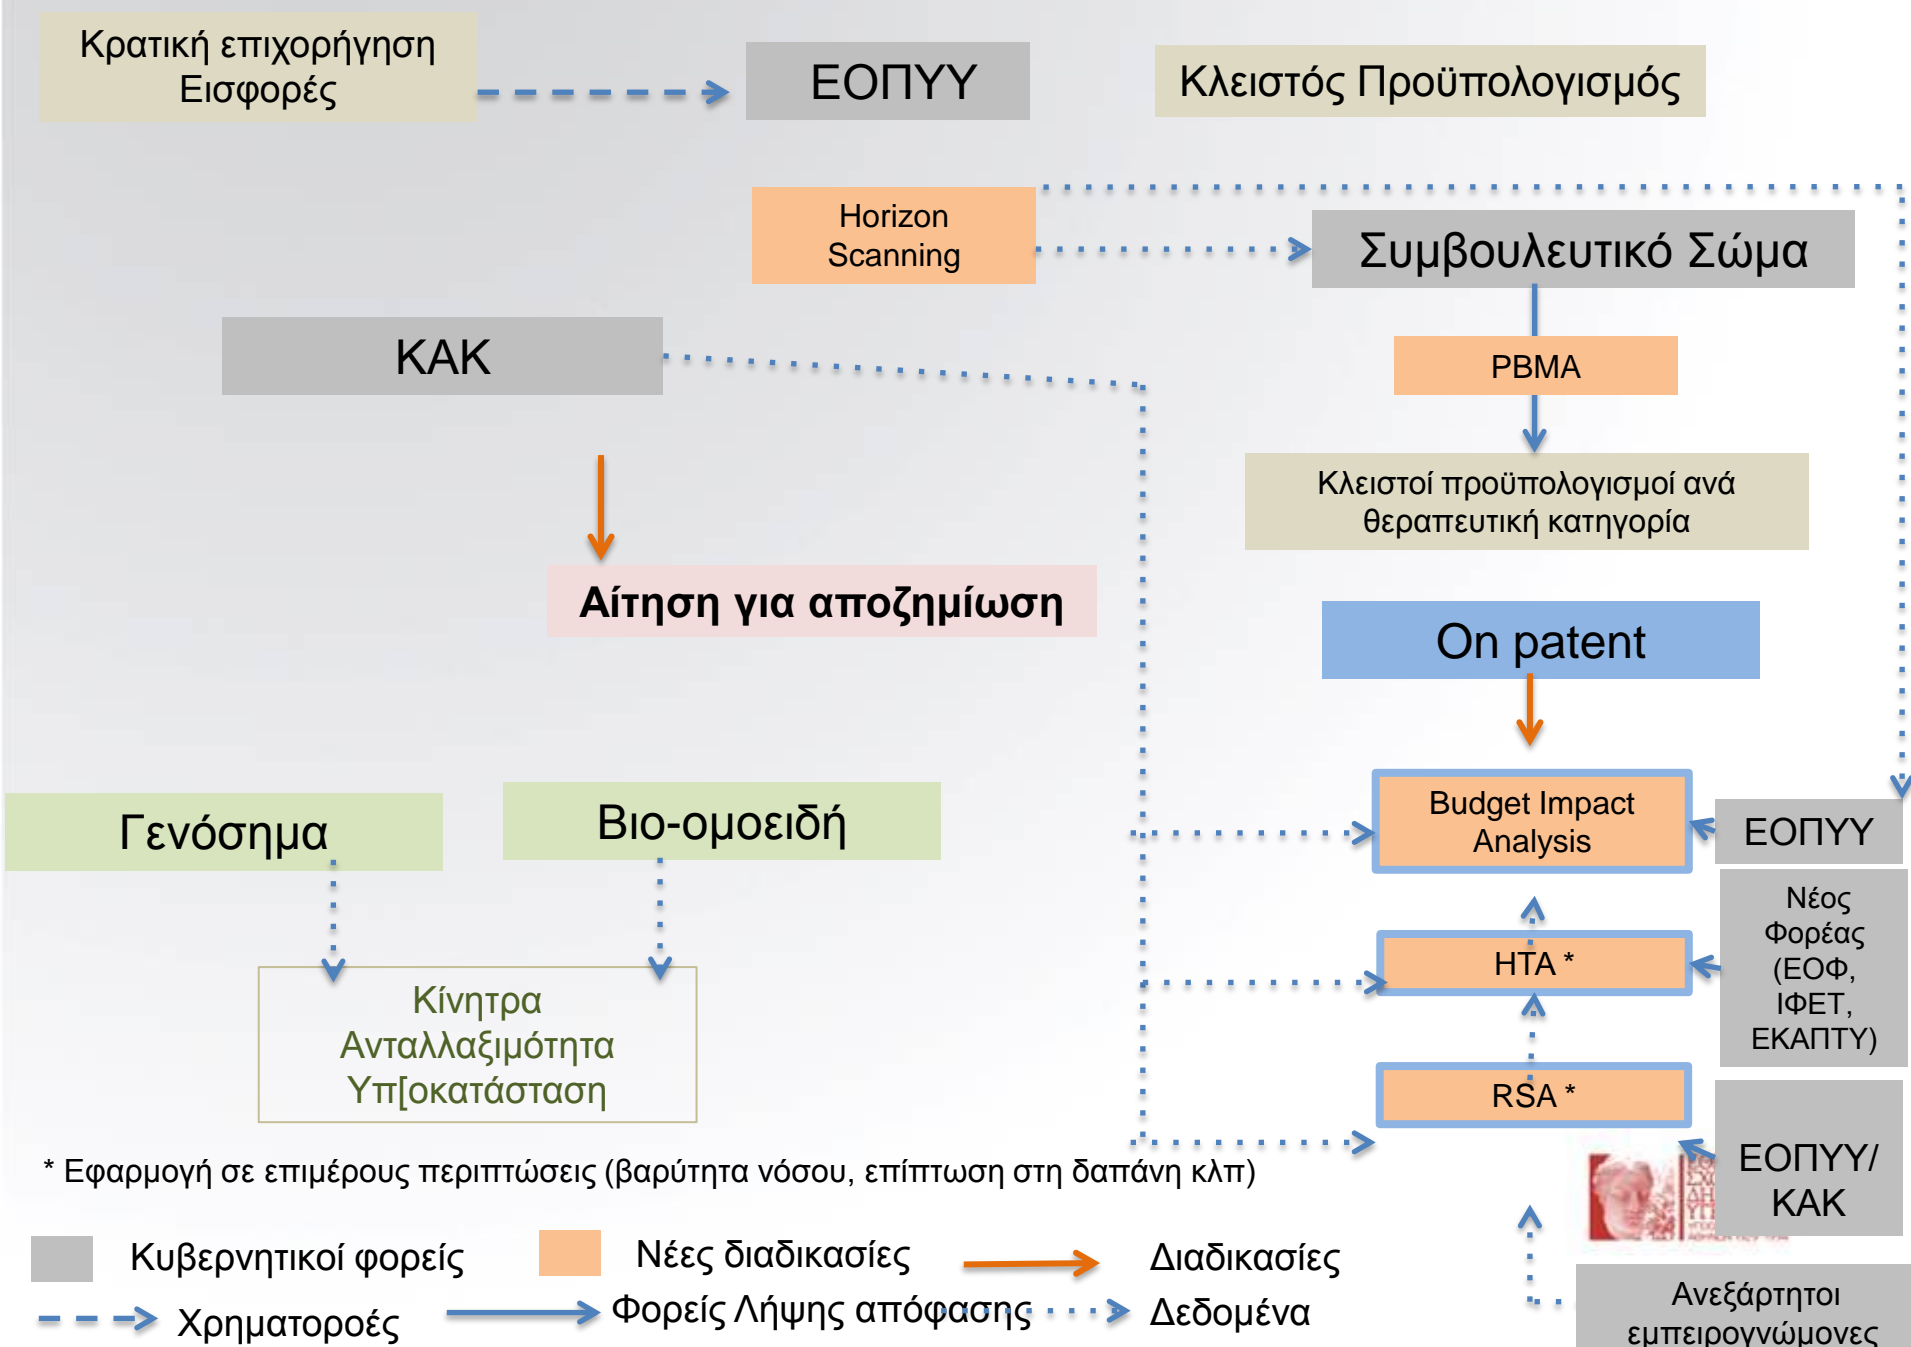 Κρατική επιχορήγηση
Εισφορές
ΕΟΠΥΥ
Κλειστός Προϋπολογισμός
Horizon
Scanning
Συμβουλευτικό Σώμα
ΚΑΚ
PBMA
Κλειστοί προϋπολογισμοί ανά
θεραπευτική κατηγορία
Αίτηση για αποζημίωση
On patent
Γενόσημα
Βιο-ομοειδή
Budget Impact
Analysis
ΕΟΠΥΥ
Νέος
Φορέας
(ΕΟΦ,
ΙΦΕΤ,
ΕΚΑΠΤΥ)
HTA *
Κίνητρα
Ανταλλαξιμότητα
Υπ[οκατάσταση
RSA *
ΕΟΠΥΥ/
ΚΑΚ
* Εφαρμογή σε επιμέρους περιπτώσεις (βαρύτητα νόσου, επίπτωση στη δαπάνη κλπ)
Κυβερνητικοί φορείς
Νέες διαδικασίες
Διαδικασίες
Χρηματοροές
Φορείς Λήψης απόφασης
Δεδομένα
Ανεξάρτητοι
εμπειρογνώμονες